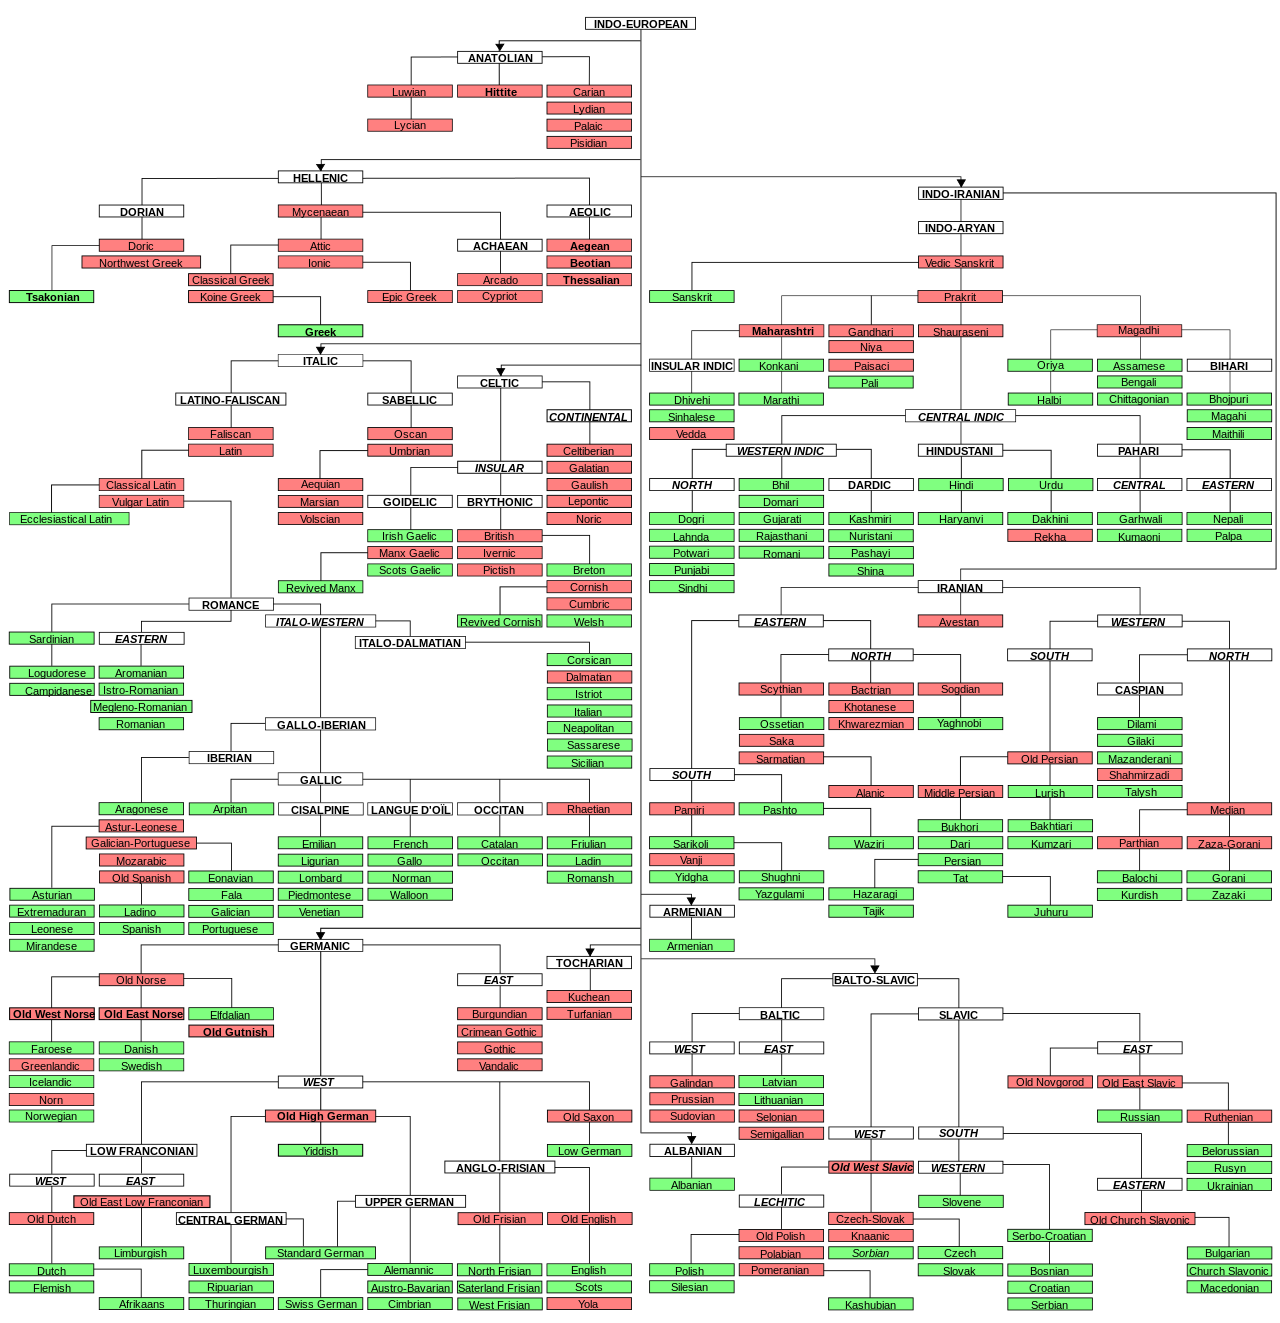 INDO-EUROPEAN
ANATOLIAN
Luwian
Hittite
Carian
Lydian
Lycian
Palaic
Pisidian
HELLENIC
DORIAN
Mycenaean
AEOLIC
Doric
Attic
ACHAEAN
Aegean
Northwest Greek
Ionic
Beotian
Classical Greek
Arcado
Thessalian
Tsakonian
Koine Greek
Epic Greek
Cypriot
Greek
INDO-IRANIAN
INDO-ARYAN
Vedic Sanskrit
Sanskrit
Prakrit
Maharashtri
Gandhari
Shauraseni
Magadhi
Niya
INSULAR INDIC
Konkani
Paisaci
Oriya
Assamese
BIHARI
Pali
Bengali
Dhivehi
Marathi
Halbi
Chittagonian
Bhojpuri
Sinhalese
CENTRAL INDIC
Magahi
Vedda
Maithili
WESTERN INDIC
HINDUSTANI
PAHARI
NORTH
Bhil
DARDIC
Hindi
Urdu
CENTRAL
EASTERN
Domari
Dogri
Gujarati
Kashmiri
Haryanvi
Dakhini
Garhwali
Nepali
Lahnda
Rajasthani
Nuristani
Rekha
Kumaoni
Palpa
Potwari
Romani
Pashayi
Punjabi
Shina
Sindhi
ITALIC
CELTIC
LATINO-FALISCAN
SABELLIC
CONTINENTAL
Faliscan
Oscan
Latin
Umbrian
Celtiberian
INSULAR
Galatian
Classical Latin
Aequian
Gaulish
Vulgar Latin
Marsian
GOIDELIC
BRYTHONIC
Lepontic
Ecclesiastical Latin
Volscian
Noric
Irish Gaelic
British
Manx Gaelic
Ivernic
Scots Gaelic
Pictish
Breton
Revived Manx
Cornish
Cumbric
Revived Cornish
Welsh
ROMANCE
ITALO-WESTERN
Sardinian
EASTERN
ITALO-DALMATIAN
Corsican
Logudorese
Aromanian
Dalmatian
Campidanese
Istro-Romanian
Istriot
Megleno-Romanian
Italian
Romanian
GALLO-IBERIAN
Neapolitan
Sassarese
IBERIAN
Sicilian
GALLIC
Aragonese
Arpitan
CISALPINE
LANGUE D'OÏL
OCCITAN
Rhaetian
Astur-Leonese
Galician-Portuguese
Emilian
French
Catalan
Friulian
Mozarabic
Ligurian
Gallo
Occitan
Ladin
Old Spanish
Eonavian
Lombard
Norman
Romansh
Asturian
Fala
Piedmontese
Walloon
Extremaduran
Ladino
Galician
Venetian
Leonese
Spanish
Portuguese
Mirandese
IRANIAN
EASTERN
Avestan
WESTERN
NORTH
SOUTH
NORTH
Scythian
Bactrian
Sogdian
CASPIAN
Khotanese
Ossetian
Khwarezmian
Yaghnobi
Dilami
Saka
Gilaki
Sarmatian
Old Persian
Mazanderani
SOUTH
Shahmirzadi
Alanic
Middle Persian
Lurish
Talysh
Pamiri
Pashto
Median
Bukhori
Bakhtiari
Sarikoli
Waziri
Dari
Kumzari
Parthian
Zaza-Gorani
Vanji
Persian
Yidgha
Shughni
Tat
Balochi
Gorani
Yazgulami
Hazaragi
Kurdish
Zazaki
Tajik
Juhuru
ARMENIAN
Armenian
GERMANIC
TOCHARIAN
Old Norse
EAST
Kuchean
Old West Norse
Old East Norse
Elfdalian
Burgundian
Turfanian
Old Gutnish
Crimean Gothic
Faroese
Danish
Gothic
Greenlandic
Swedish
Vandalic
Icelandic
WEST
Norn
Norwegian
Old High German
Old Saxon
LOW FRANCONIAN
Yiddish
Low German
ANGLO-FRISIAN
WEST
EAST
Old East Low Franconian
UPPER GERMAN
Old Dutch
CENTRAL GERMAN
Old Frisian
Old English
Limburgish
Standard German
Dutch
Luxembourgish
Alemannic
North Frisian
English
Flemish
Ripuarian
Austro-Bavarian
Saterland Frisian
Scots
Afrikaans
Thuringian
Swiss German
Cimbrian
West Frisian
Yola
BALTO-SLAVIC
BALTIC
SLAVIC
WEST
EAST
EAST
Galindan
Latvian
Old Novgorod
Old East Slavic
Prussian
Lithuanian
Sudovian
Selonian
Russian
Ruthenian
Semigallian
WEST
SOUTH
ALBANIAN
Belorussian
Old West Slavic
WESTERN
Rusyn
Albanian
EASTERN
Ukrainian
LECHITIC
Slovene
Czech-Slovak
Old Church Slavonic
Old Polish
Knaanic
Serbo-Croatian
Polabian
Sorbian
Czech
Bulgarian
Polish
Pomeranian
Slovak
Bosnian
Church Slavonic
Silesian
Croatian
Macedonian
Kashubian
Serbian